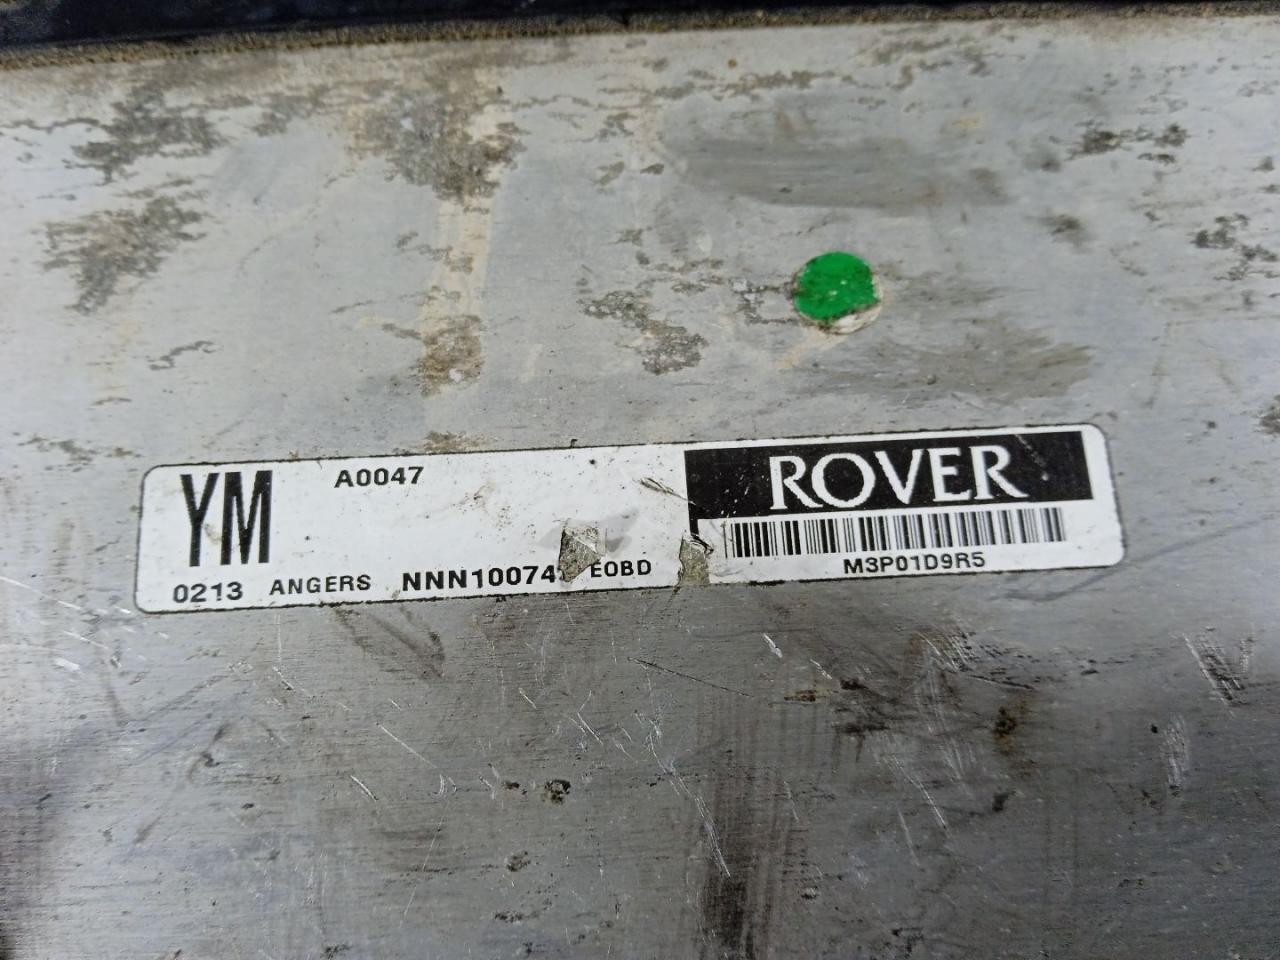 YM A0047 ROVER
M3P01D9R5
0213 ANGERS EOBD